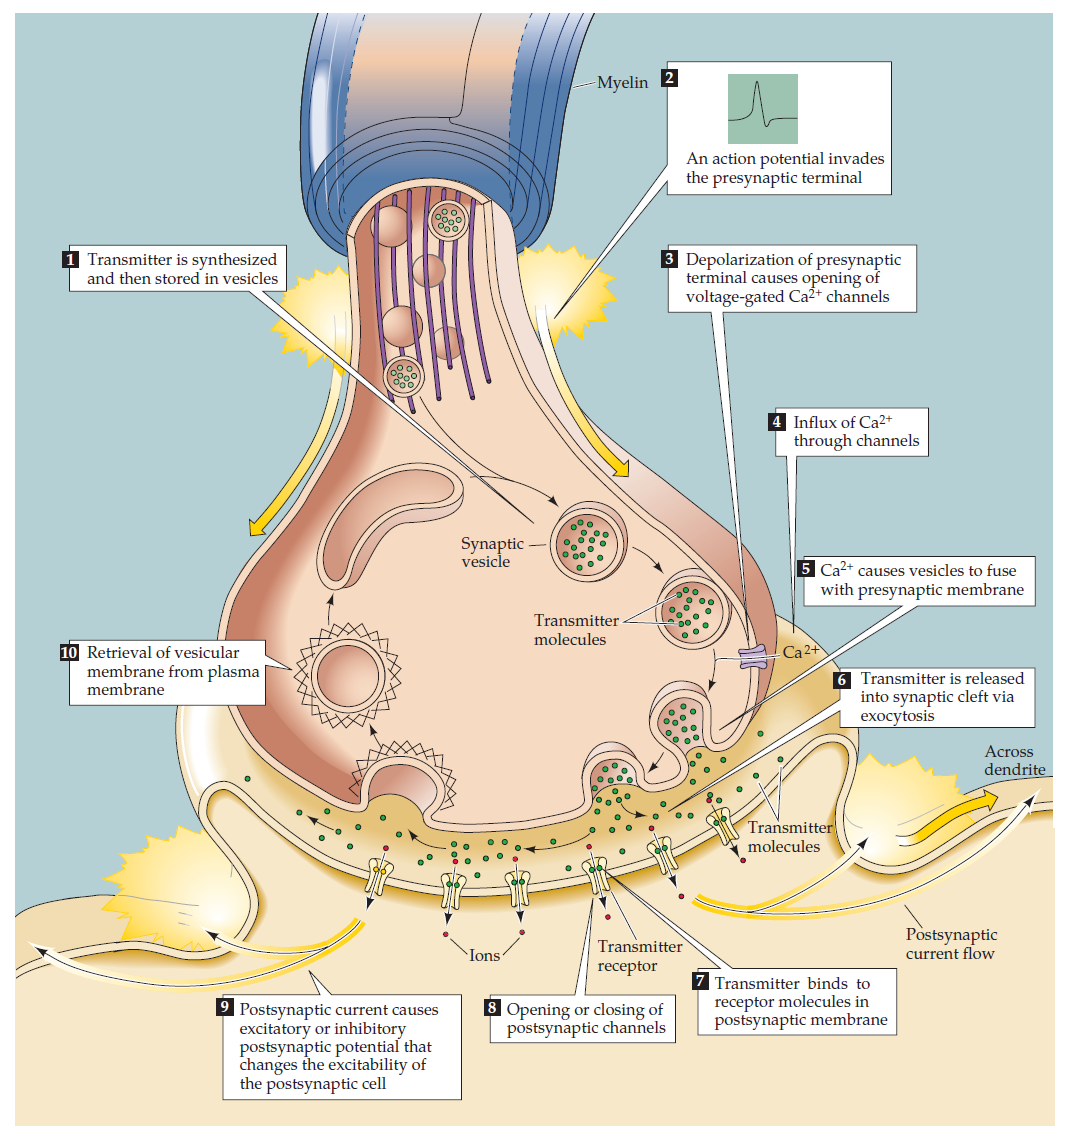 Myelin
2
An action potential invades
the presynaptic terminal
1 Transmitter is synthesized
and then stored in vesicles
3 Depolarization of presynaptic
terminal causes opening of
voltage-gated Ca2+ channels
4 Influx of Ca2+
through channels
Synaptic
vesicle
5 Ca2+ causes vesicles to fuse
with presynaptic membrane
Transmitter
molecules
Ca2+
10 Retrieval of vesicular
membrane from plasma
membrane
6 Transmitter is released
into synaptic cleft via
exocytosis
Across
dendrite
Transmitter
molecules
Postsynaptic
current flow
Ions
Transmitter
receptor
7 Transmitter binds to
receptor molecules in
postsynaptic membrane
8 Opening or closing of
postsynaptic channels
9 Postsynaptic current causes
excitatory or inhibitory
postsynaptic potential that
changes the excitability of
the postsynaptic cell